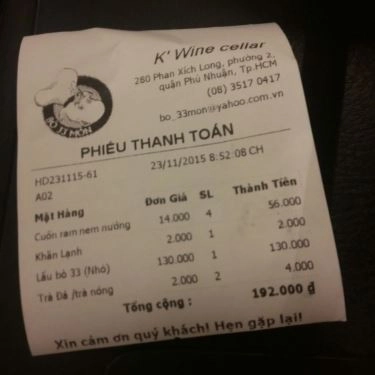 K' Wine cellar
260 Phan Xích Long, phường 2,
quận Phú Nhuận, Tp.HCM
(08) 3517 0417
bo_33mon@yahoo.com.vn
BÒ 33 MÓN
PHIẾU THANH TOÁN
HD231115-61 23/11/2015 8:52:08 CH
A02
Mặt Hàng Đơn Giá SL Thành Tiền
Cuốn ram nem nướng 14.000 4 56.000
Khăn Lạnh 2.000 1 2.000
Lẩu bò 33 (Nhỏ) 130.000 1 130.000
Trà Đá /trà nóng 2.000 2 4.000
Tổng cộng : 192.000 đ
Xin cảm ơn quý khách! Hẹn gặp lại!